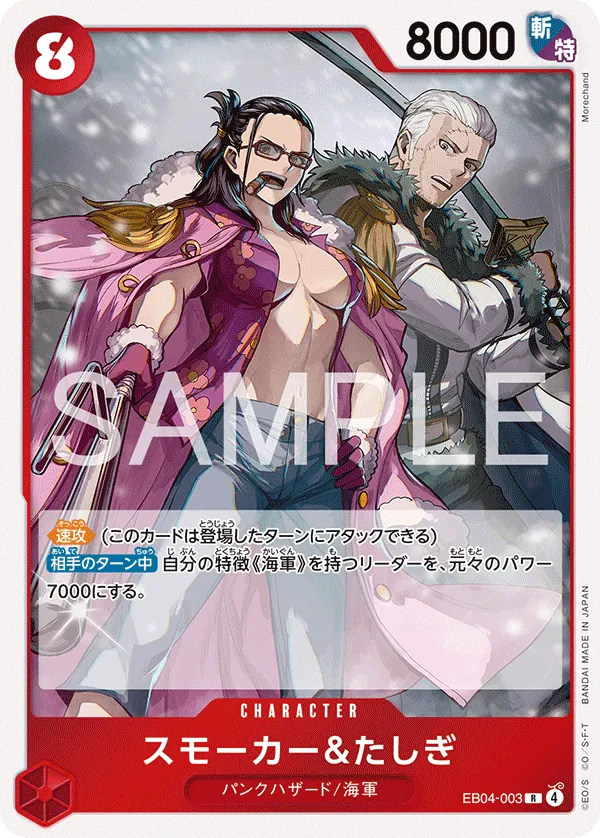 8
8000
斬
特
Morechand
SAMPLE
速攻 (このカードは登場したターンにアタックできる)
相手のターン中 自分の特徴《海軍》を持つリーダーを、元々のパワー
7000にする。
CHARACTER
スモーカー&たしぎ
パンクハザード/海軍
EB04-003 R 4
©E.O/S ©O/S・F・T BANDAI MADE IN JAPAN